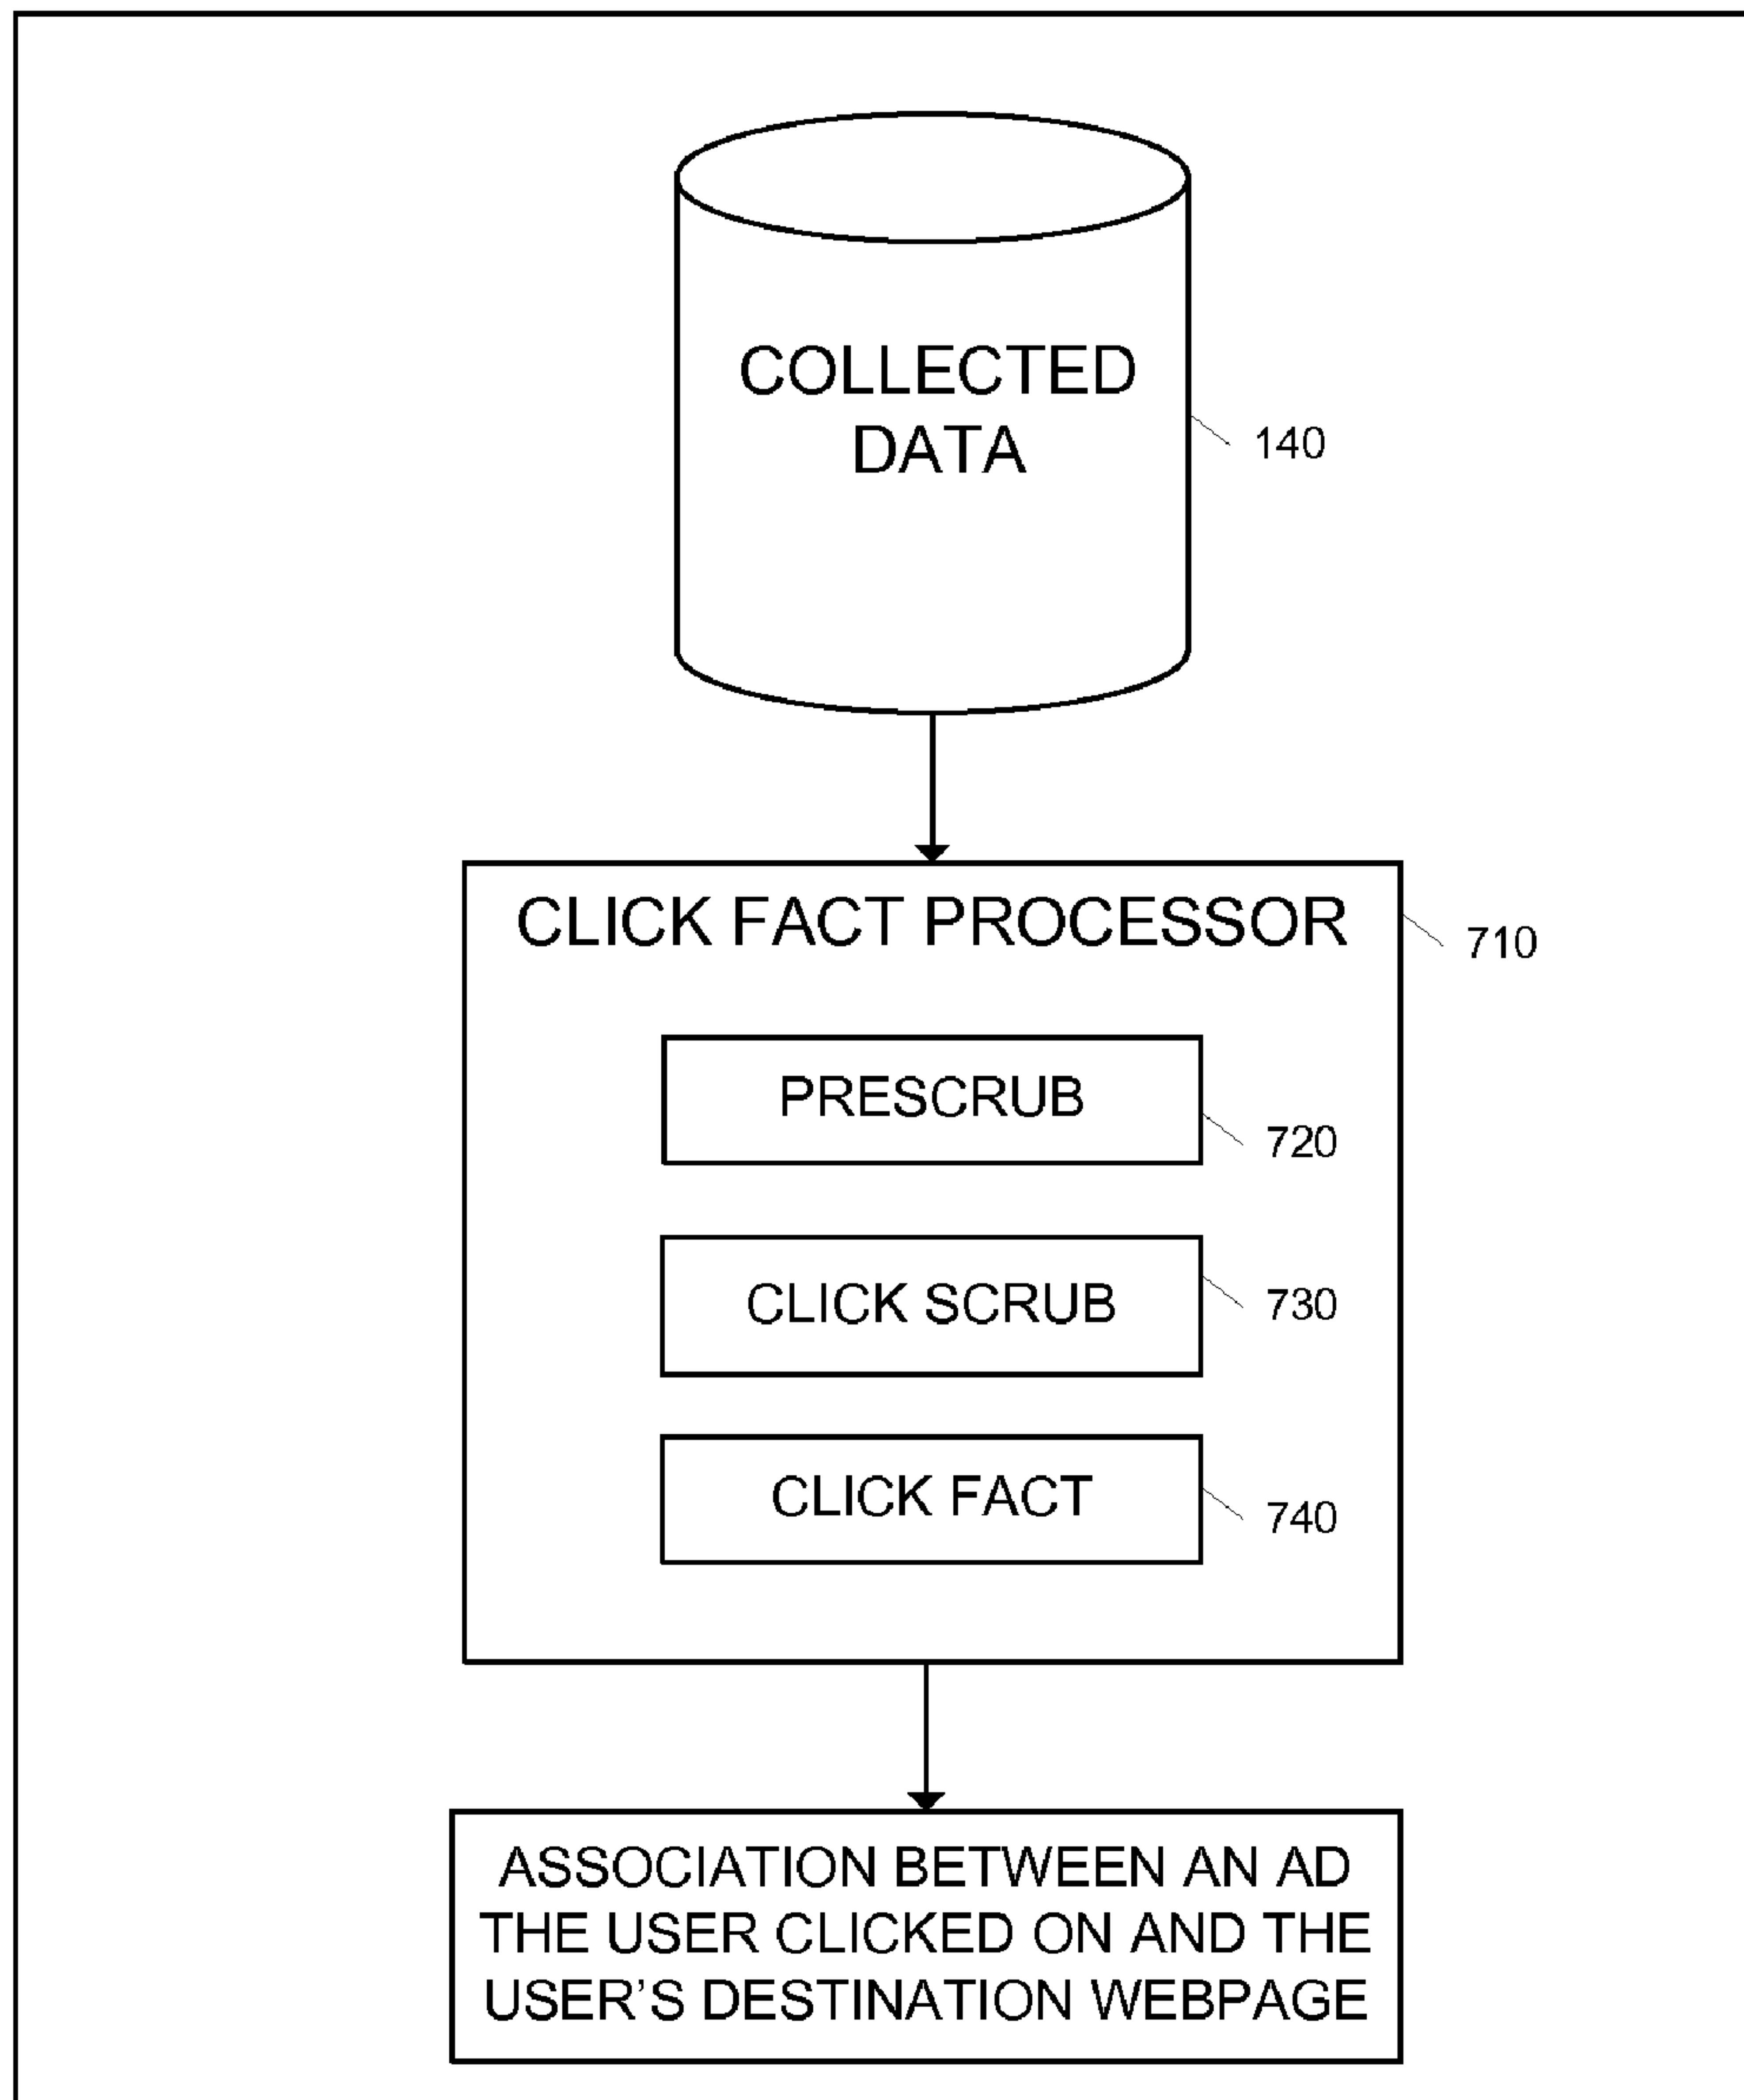 COLLECTED
DATA
140
CLICK FACT PROCESSOR
710
PRESCRUB
720
CLICK SCRUB
730
CLICK FACT
740
ASSOCIATION BETWEEN AN AD
THE USER CLICKED ON AND THE
USER'S DESTINATION WEBPAGE